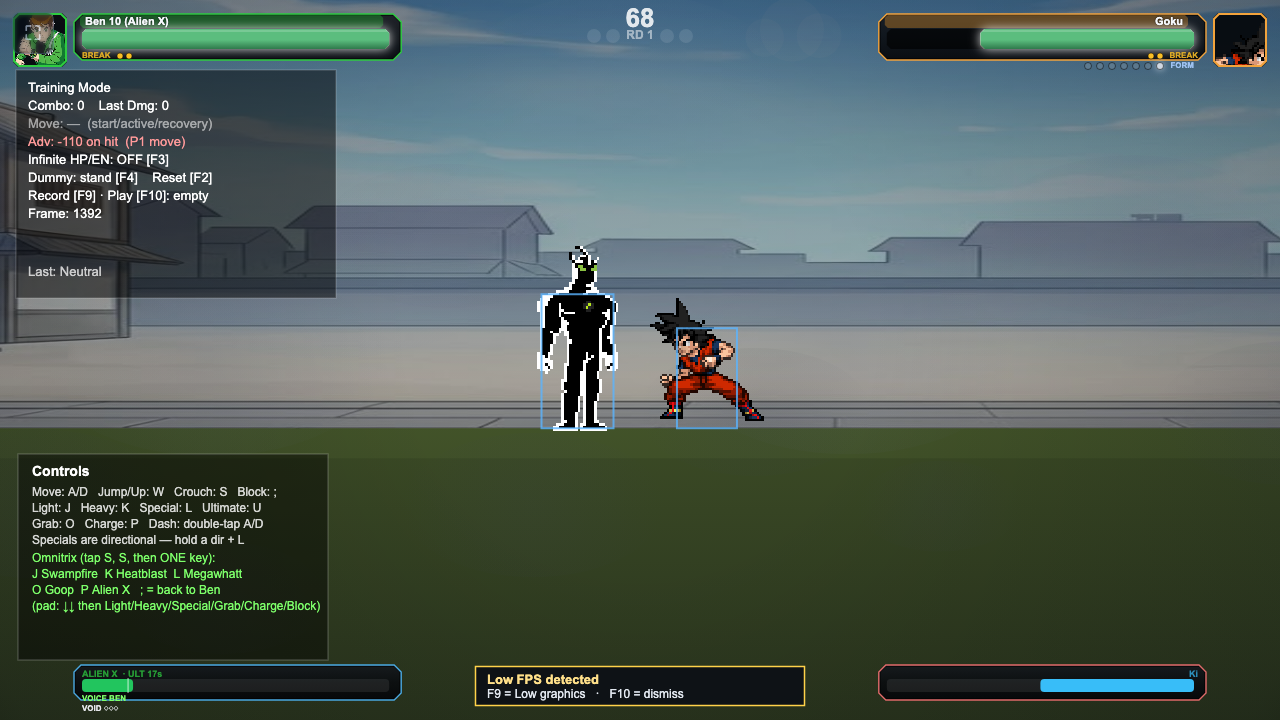 Ben 10 (Alien X)
BREAK
68
RD 1
Goku
BREAK
FORM
Training Mode
Combo: 0    Last Dmg: 0
Move: —  (start/active/recovery)
Adv: -110 on hit  (P1 move)
Infinite HP/EN: OFF [F3]
Dummy: stand [F4]    Reset [F2]
Record [F9] · Play [F10]: empty
Frame: 1392
Last: Neutral
Controls
Move: A/D   Jump/Up: W   Crouch: S   Block: ;
Light: J   Heavy: K   Special: L   Ultimate: U
Grab: O   Charge: P   Dash: double-tap A/D
Specials are directional — hold a dir + L
Omnitrix (tap S, S, then ONE key):
J Swampfire  K Heatblast  L Megawhatt
O Goop  P Alien X   ; = back to Ben
(pad: ↓↓ then Light/Heavy/Special/Grab/Charge/Block)
ALIEN X · ULT 17s
VOICE BEN
VOID ◇◇◇
Low FPS detected
F9 = Low graphics   ·   F10 = dismiss
Ki